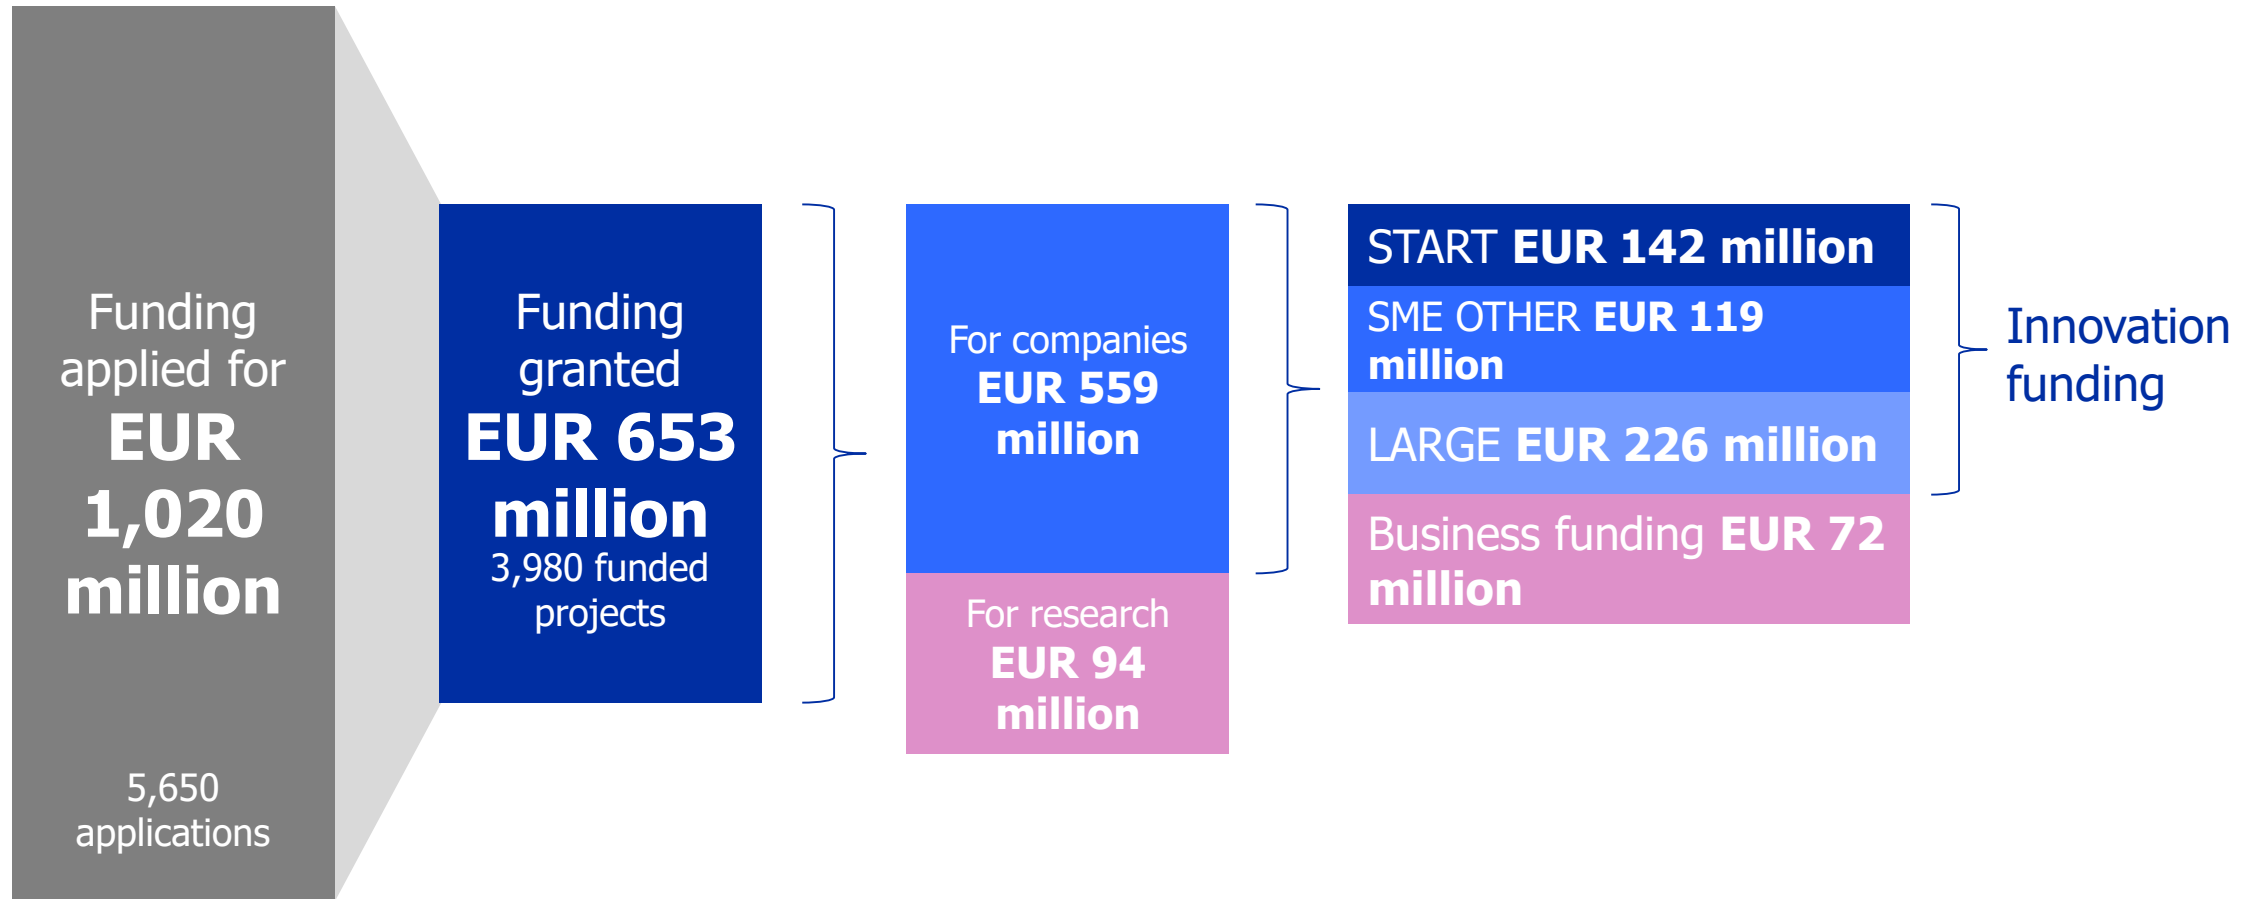 Funding
applied for
EUR
1,020
million
5,650
applications
Funding
granted
EUR 653
million
3,980 funded
projects
For companies
EUR 559
million
For research
EUR 94
million
START EUR 142 million
SME OTHER EUR 119
million
LARGE EUR 226 million
Business funding EUR 72
million
Innovation
funding